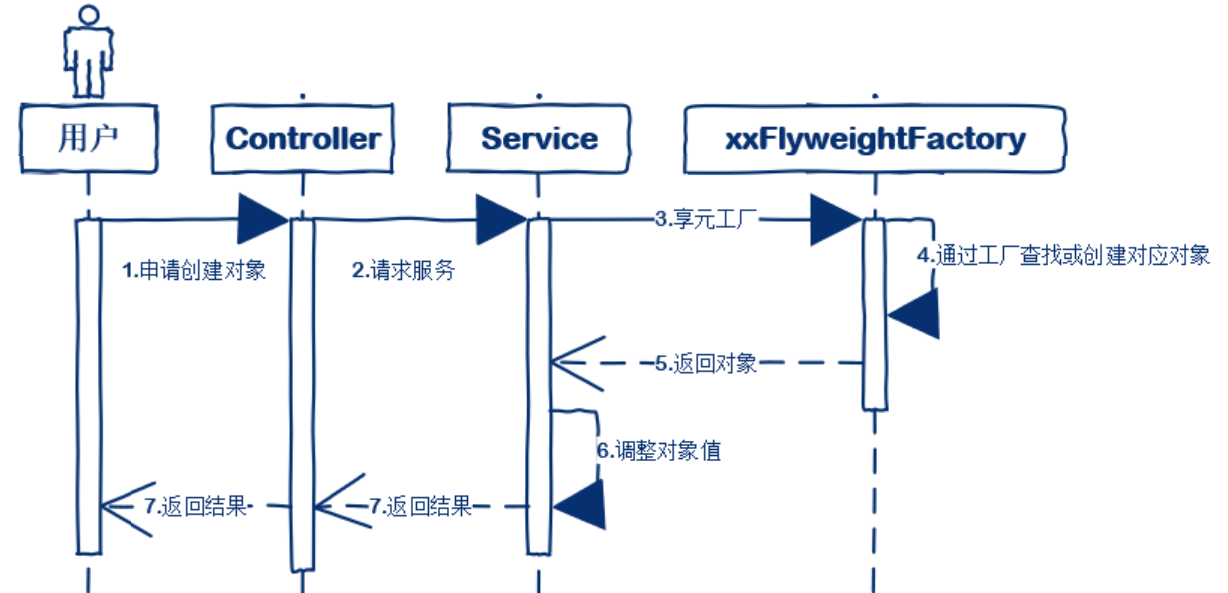 用户
Controller
Service
xxFlyweightFactory
3.享元工厂
4.通过工厂查找或创建对应对象
1.申请创建对象
2.请求服务
5.返回对象
6.调整对象值
7.返回结果
7.返回结果